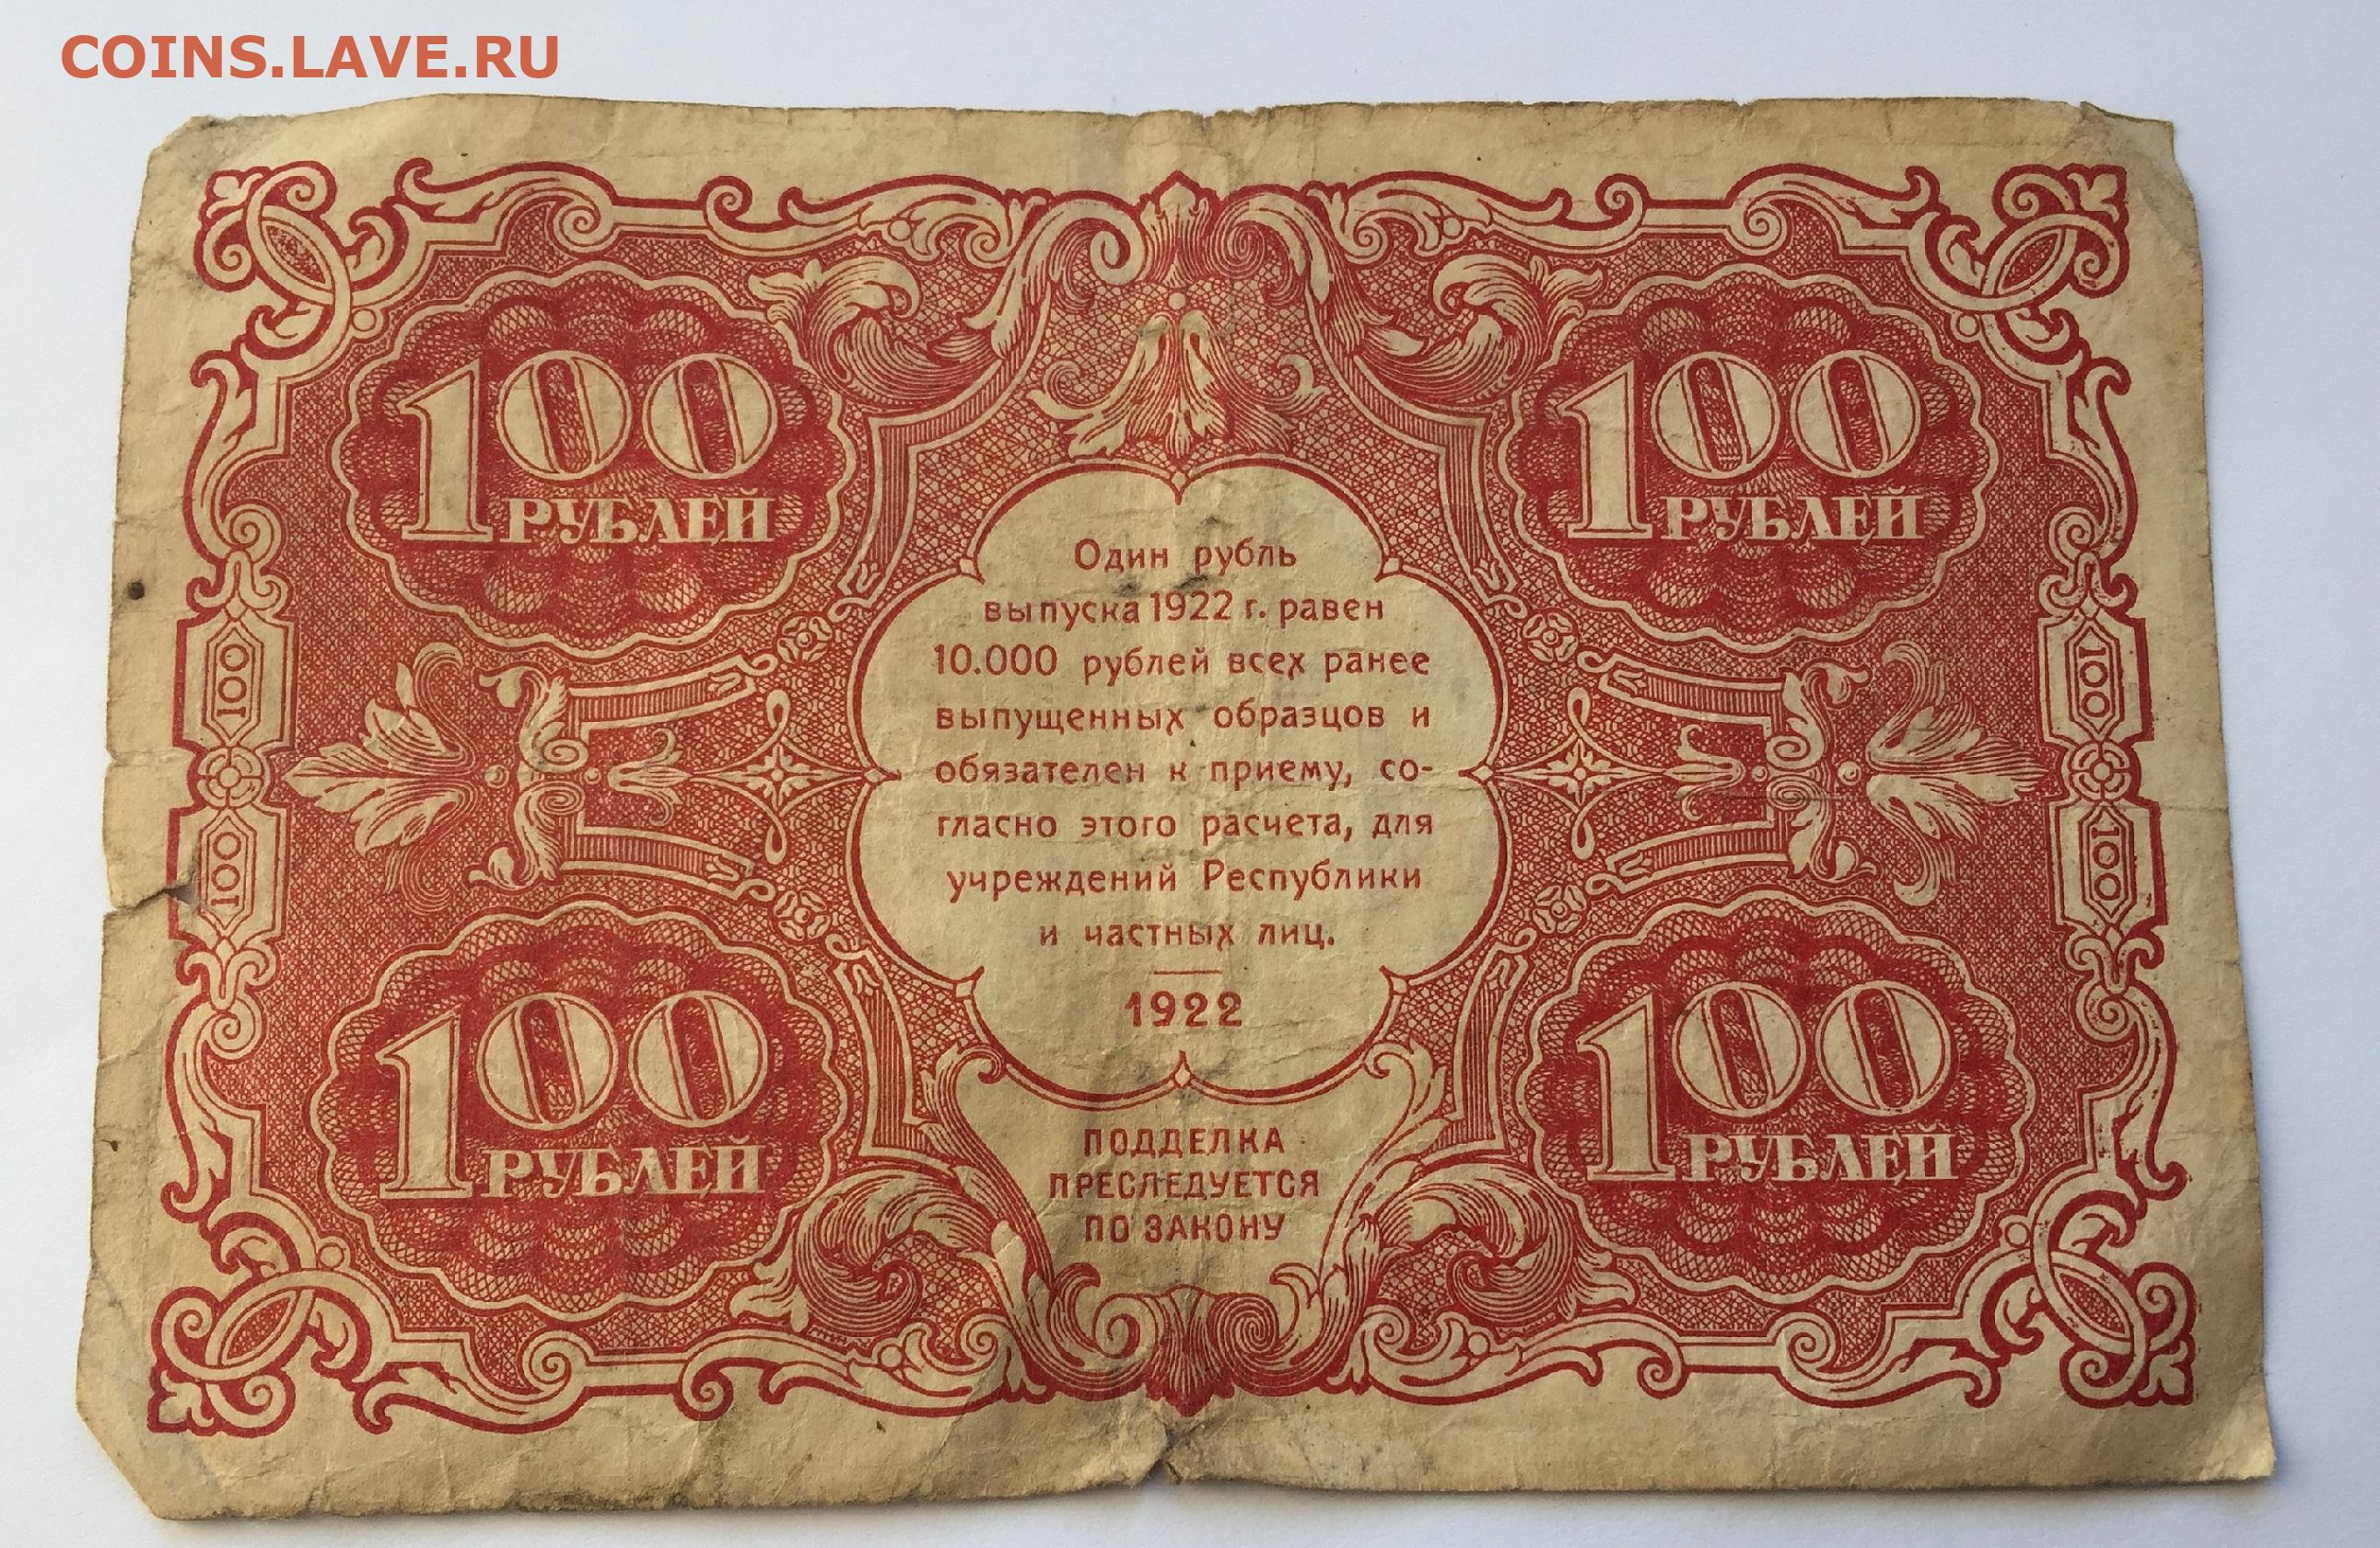 COINS.LAVE.RU
100 РУБЛЕЙ
100 РУБЛЕЙ
Один рубль
выпуска 1922 г. равен
10.000 рублей всех ранее
выпущенных образцов и
обязателен к приему, со-
гласно этого расчета, для
учреждений Республики
и частных лиц.
1922
100
100
100
100
100 РУБЛЕЙ
100 РУБЛЕЙ
ПОДДЕЛКА
ПРЕСЛЕДУЕТСЯ
ПО ЗАКОНУ